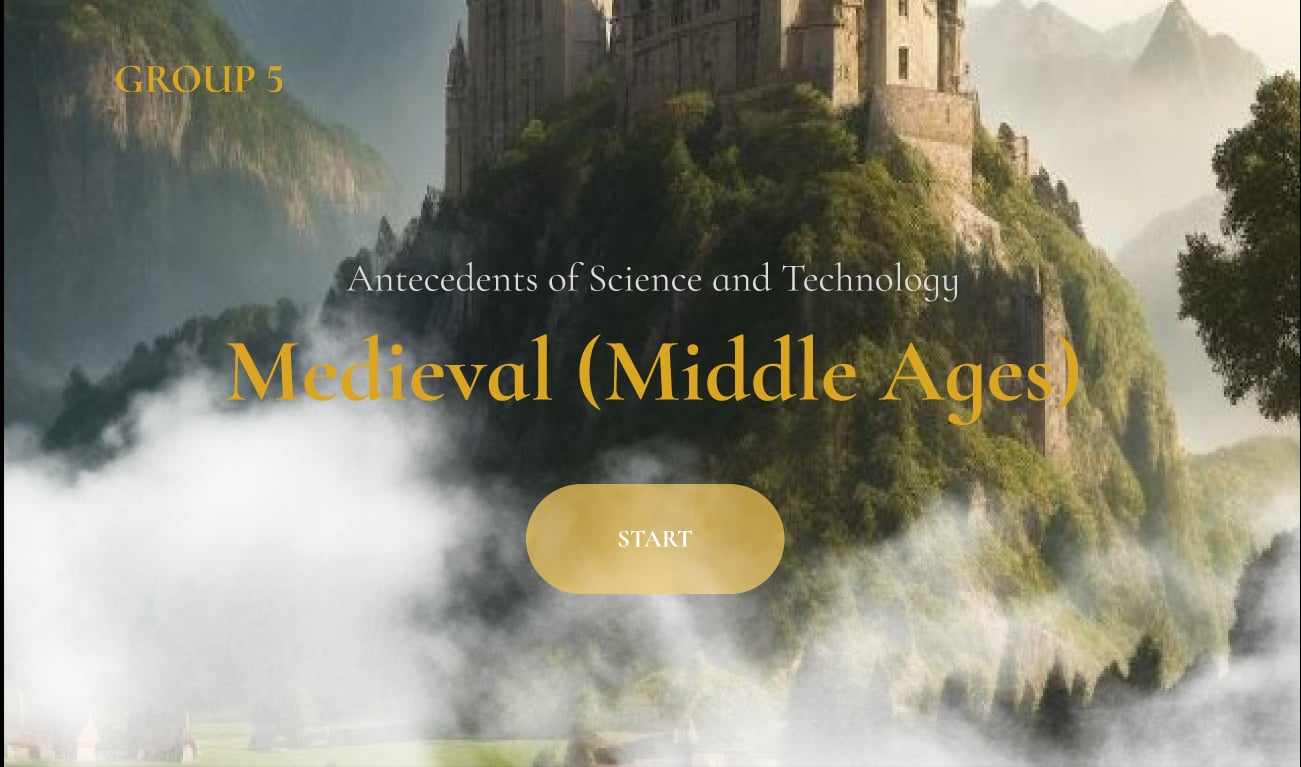 GROUP 5
Antecedents of Science and Technology
Medieval (Middle Ages)
START